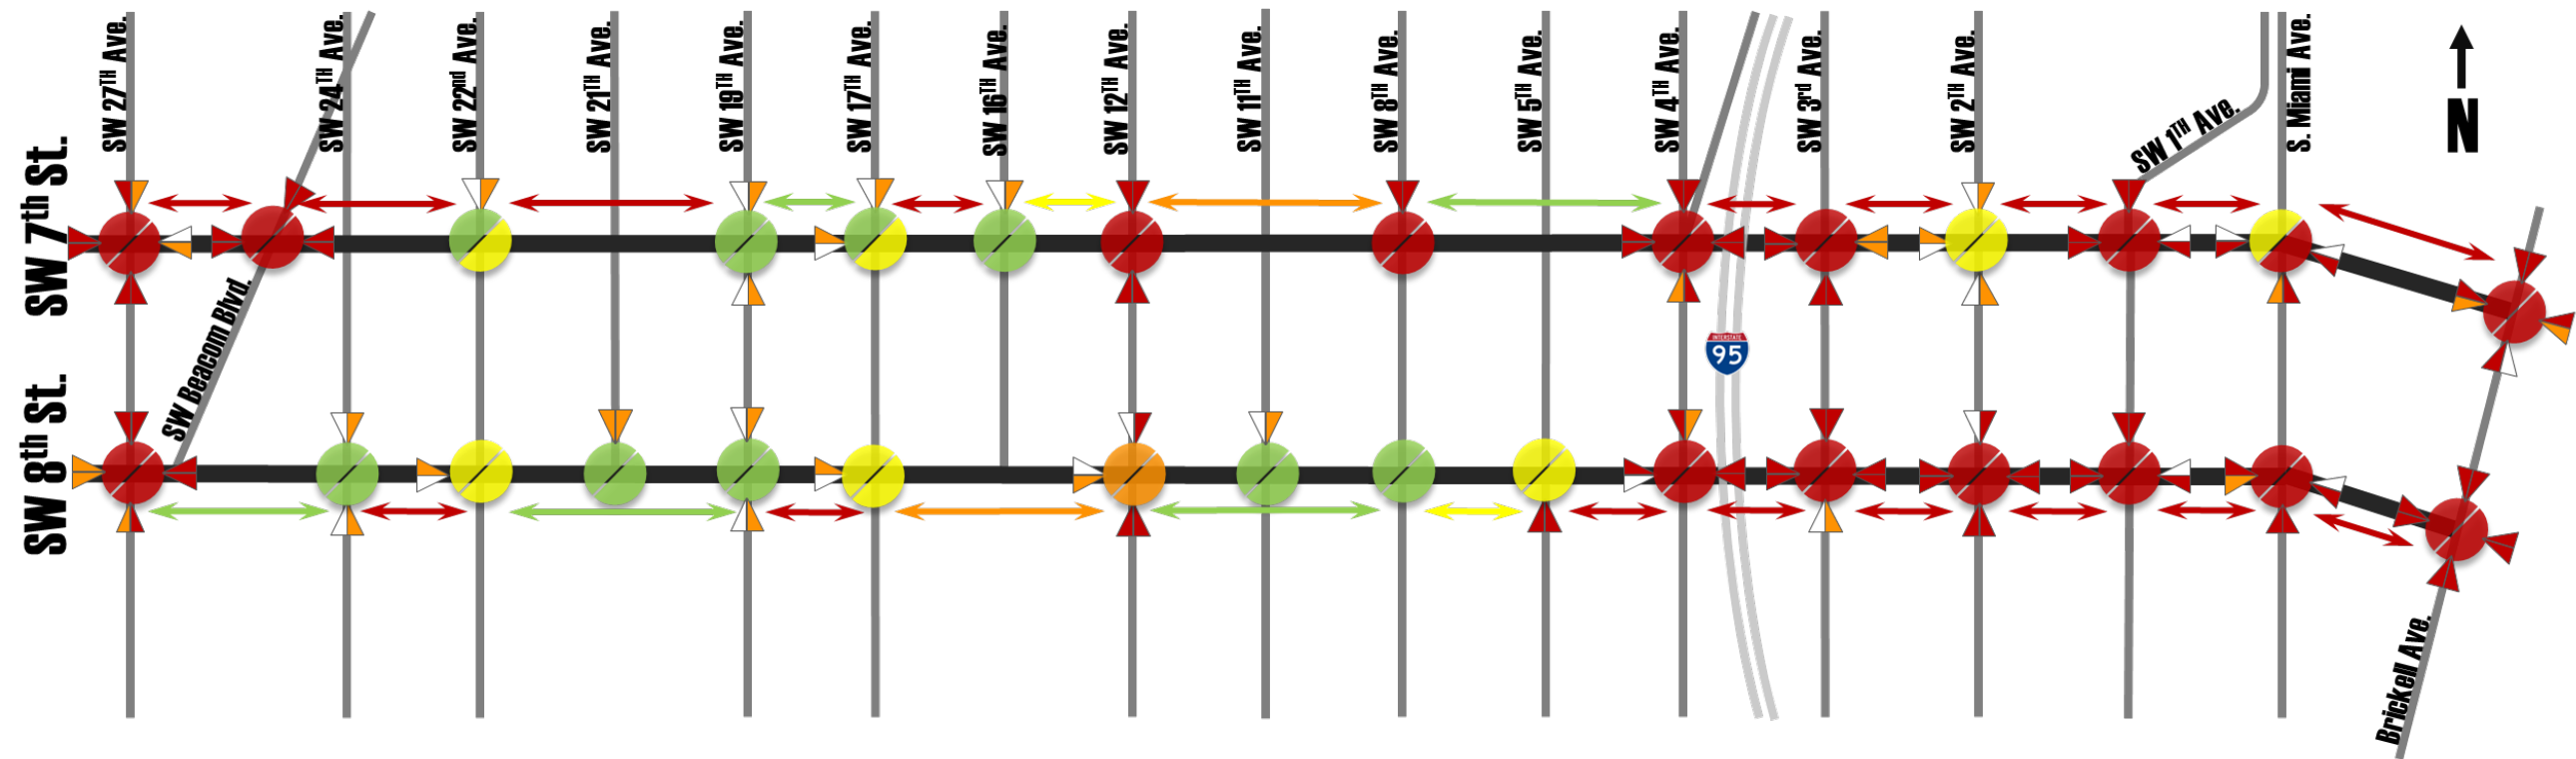 SW 27TH Ave.
SW 24TH Ave.
SW 22nd Ave.
SW 21TH Ave.
SW 19TH Ave.
SW 17TH Ave.
SW 16TH Ave.
SW 12TH Ave.
SW 11TH Ave.
SW 8TH Ave.
SW 5TH Ave.
SW 4TH Ave.
SW 3rd Ave.
SW 2TH Ave.
SW 1TH Ave.
S. Miami Ave.
N
SW 7th St.
SW Beacom Blvd.
INTERSTATE
95
SW 8th St.
Brickell Ave.